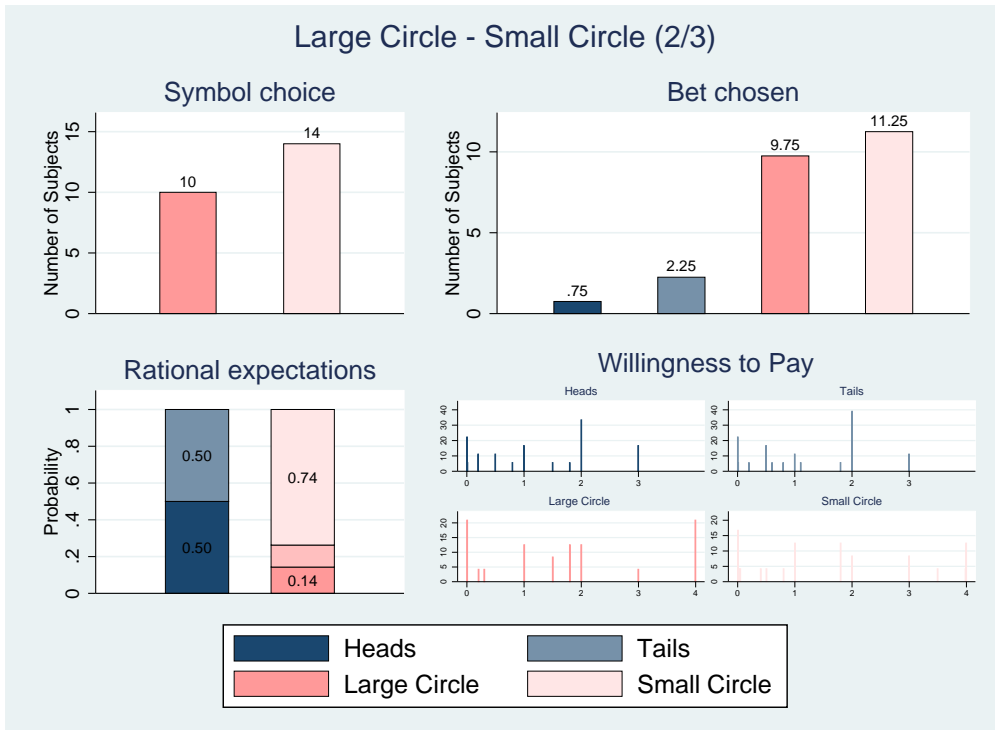 Large Circle - Small Circle (2/3)
Symbol choice
Number of Subjects
15
10
5
0
10
14
Bet chosen
Number of Subjects
10
5
0
.75
2.25
9.75
11.25
Rational expectations
Probability
1
.8
.6
.4
.2
0
0.50
0.50
0.74
0.14
Willingness to Pay
Heads
40
30
20
10
0
0 1 2 3
Tails
40
30
20
10
0
0 1 2 3
Large Circle
20
15
10
5
0
0 1 2 3 4
Small Circle
20
15
10
5
0
0 1 2 3 4
Heads Tails
Large Circle Small Circle